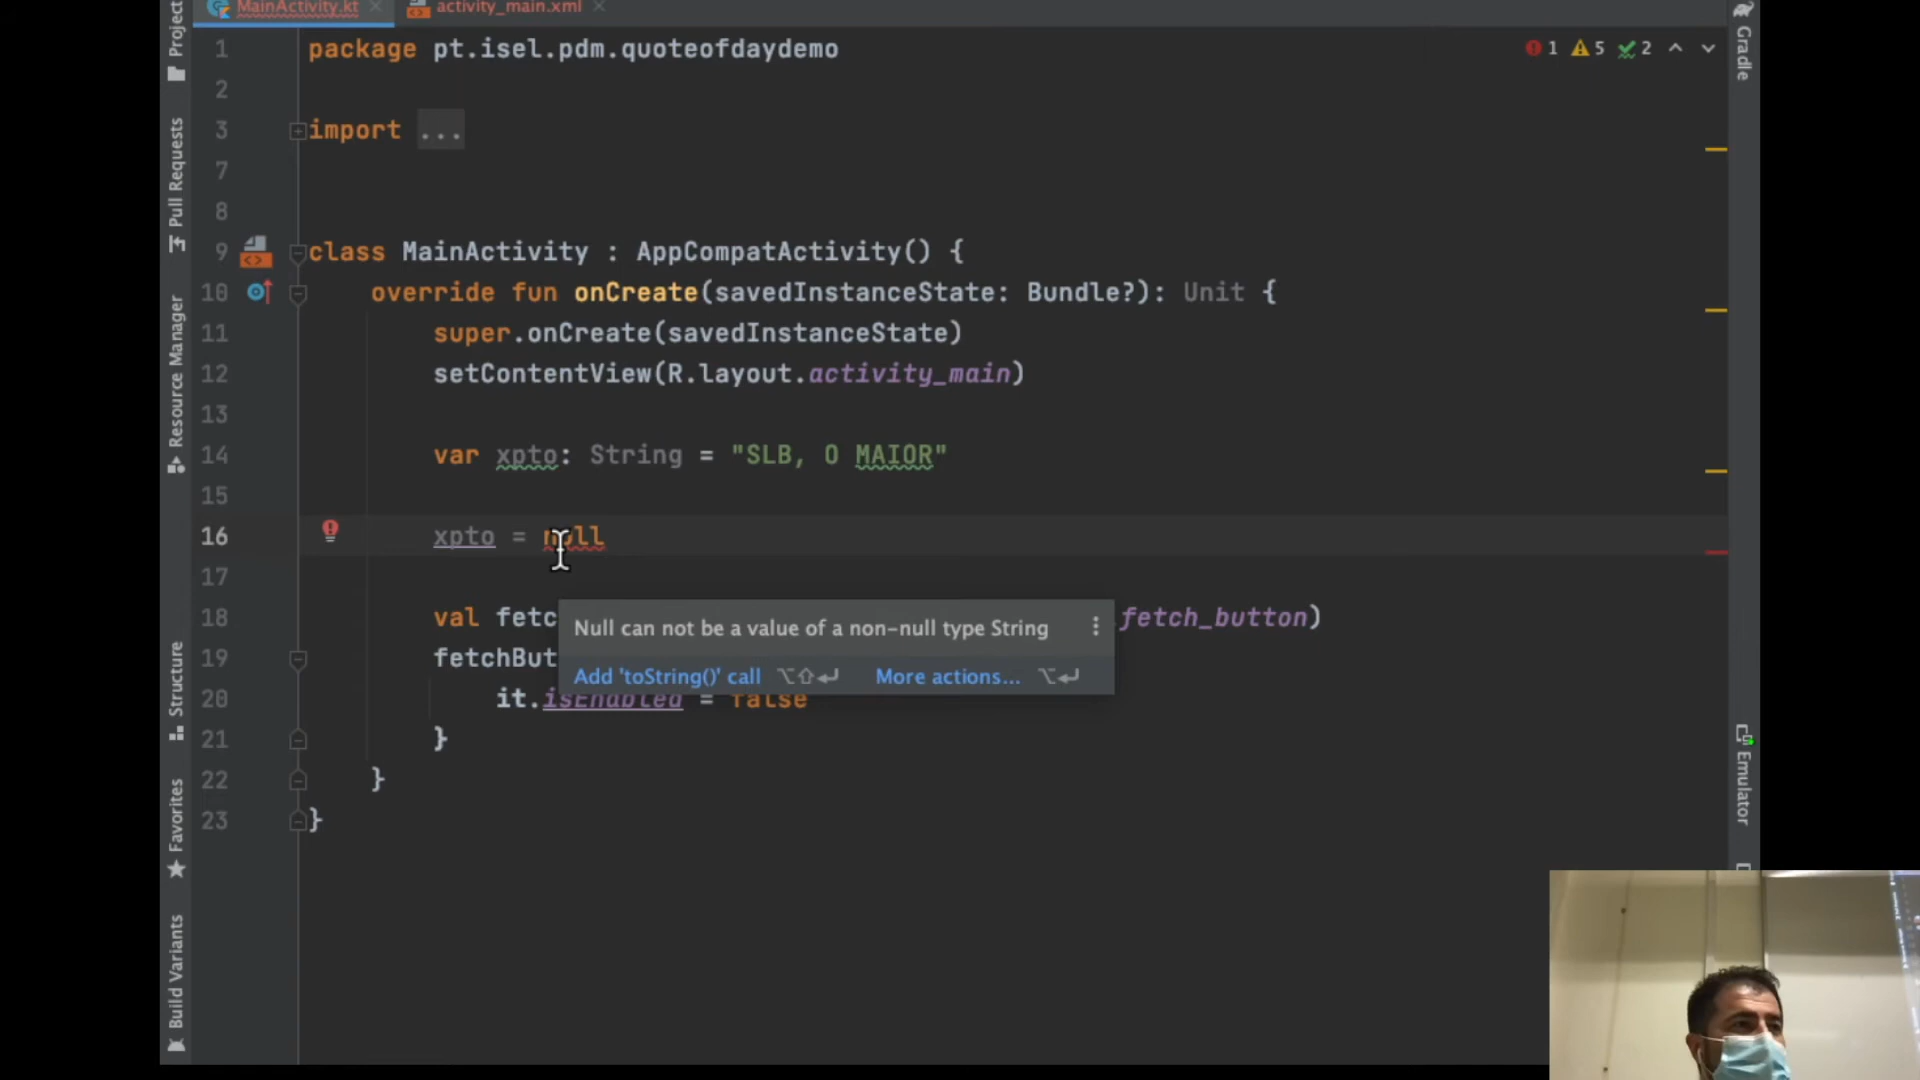 MainActivity.kt
activity_main.xml
Project
Pull Requests
Resource Manager
Structure
Favorites
Build Variants
1 package pt.isel.pdm.quoteofdaydemo
2
3 import ...
7
8
9 class MainActivity : AppCompatActivity() {
10 override fun onCreate(savedInstanceState: Bundle?): Unit {
11 super.onCreate(savedInstanceState)
12 setContentView(R.layout.activity_main)
13
14 var xpto: String = "SLB, O MAIOR"
15
16 xpto = null
17
18 val fetc .fetch_button)
19 fetchBut
20 it.isEnabled = false
21 }
22 }
23 }
Null can not be a value of a non-null type String
Add 'toString()' call ⌥⇧↩ More actions... ⌥↩
1 5 2
Gradle
Emulator